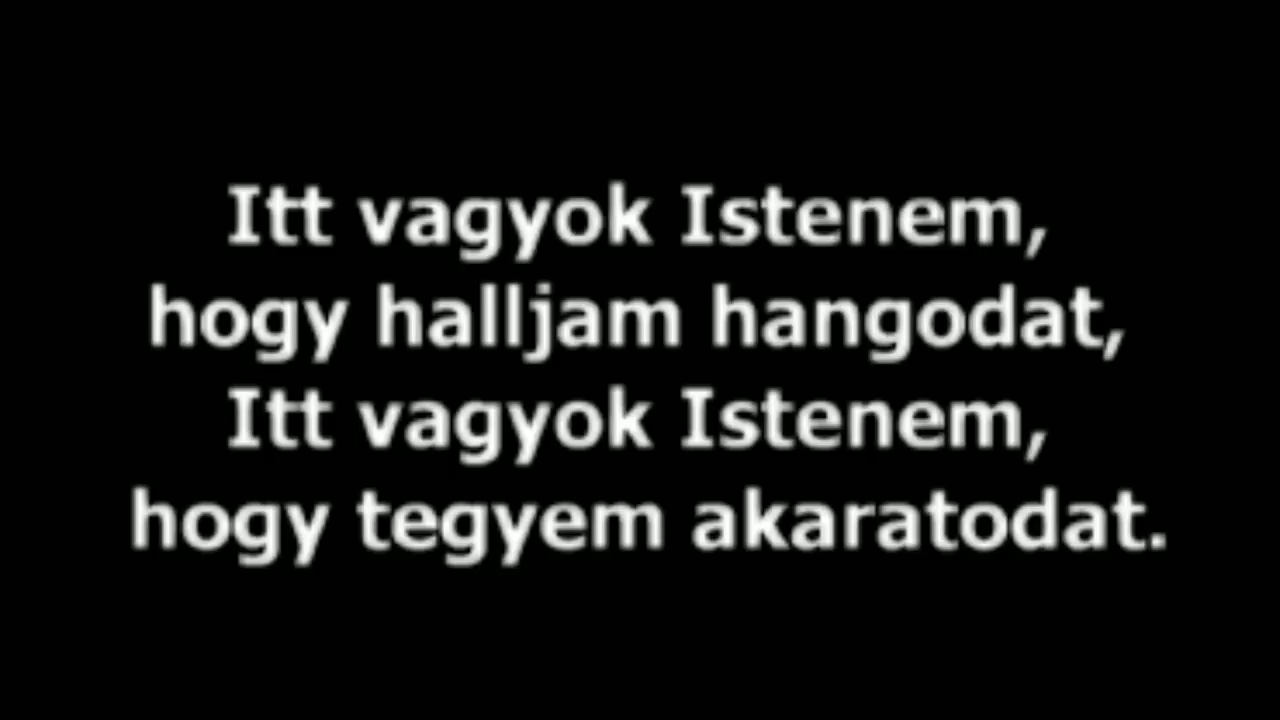 Itt vagyok Istenem,
hogy halljam hangodat,
Itt vagyok Istenem,
hogy tegyem akaratodat.